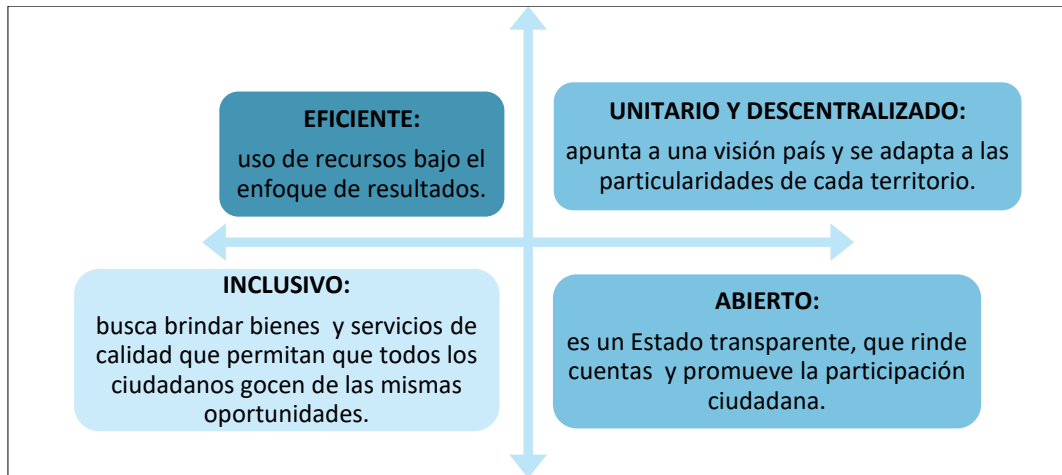 EFICIENTE:
uso de recursos bajo el
enfoque de resultados.
UNITARIO Y DESCENTRALIZADO:
apunta a una visión país y se adapta a las
particularidades de cada territorio.
INCLUSIVO:
busca brindar bienes y servicios de
calidad que permitan que todos los
ciudadanos gocen de las mismas
oportunidades.
ABIERTO:
es un Estado transparente, que rinde
cuentas y promueve la participación
ciudadana.